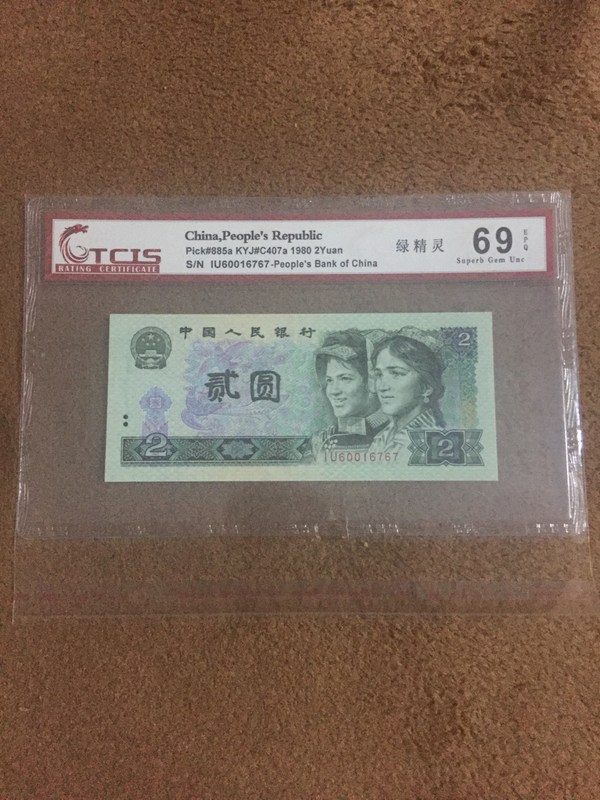 TCIS
RATING CERTIFICATE
China,People's Republic
Pick#885a KYJ#C407a 1980 2Yuan
S/N IU60016767-People's Bank of China
绿精灵
69
EPQ
Superb Gem Unc
中国人民银行
2
贰圆
2
IU60016767
2